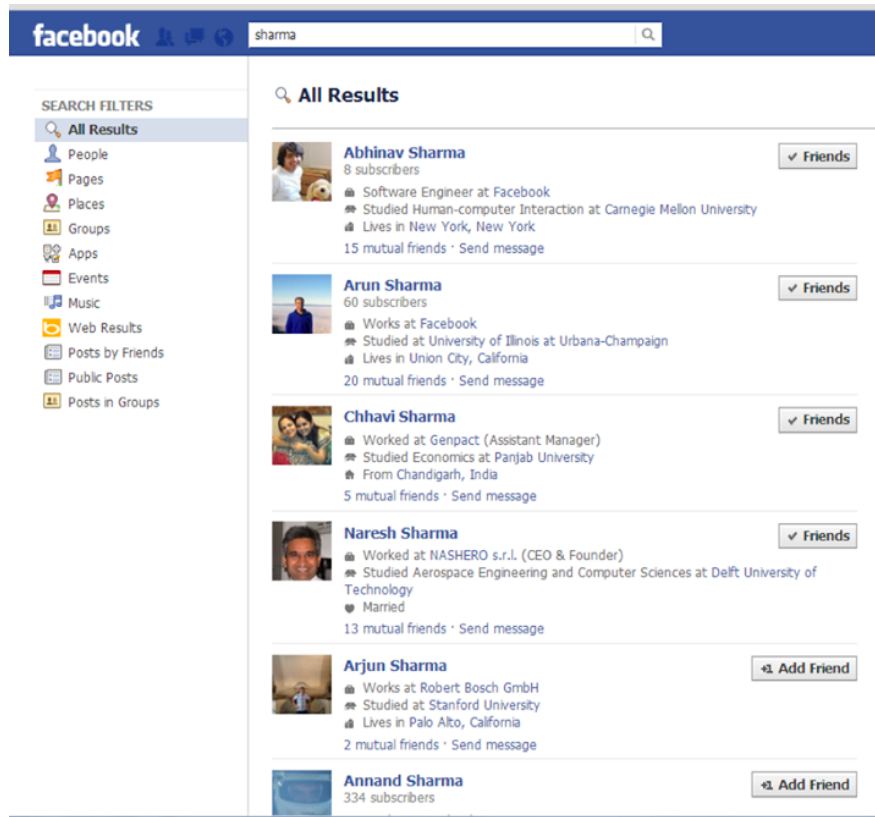 facebook
sharma
SEARCH FILTERS
All Results
People
Pages
Places
Groups
Apps
Events
Music
Web Results
Posts by Friends
Public Posts
Posts in Groups
All Results
Abhinav Sharma
Friends
8 subscribers
Software Engineer at Facebook
Studied Human-computer Interaction at Carnegie Mellon University
Lives in New York, New York
15 mutual friends · Send message
Arun Sharma
Friends
60 subscribers
Works at Facebook
Studied at University of Illinois at Urbana-Champaign
Lives in Union City, California
20 mutual friends · Send message
Chhavi Sharma
Friends
Worked at Genpact (Assistant Manager)
Studied Economics at Panjab University
From Chandigarh, India
5 mutual friends · Send message
Naresh Sharma
Friends
Worked at NASHERO s.r.l. (CEO & Founder)
Studied Aerospace Engineering and Computer Sciences at Delft University of
Technology
Married
13 mutual friends · Send message
Arjun Sharma
+1 Add Friend
Works at Robert Bosch GmbH
Studied at Stanford University
Lives in Palo Alto, California
2 mutual friends · Send message
Annand Sharma
+1 Add Friend
334 subscribers